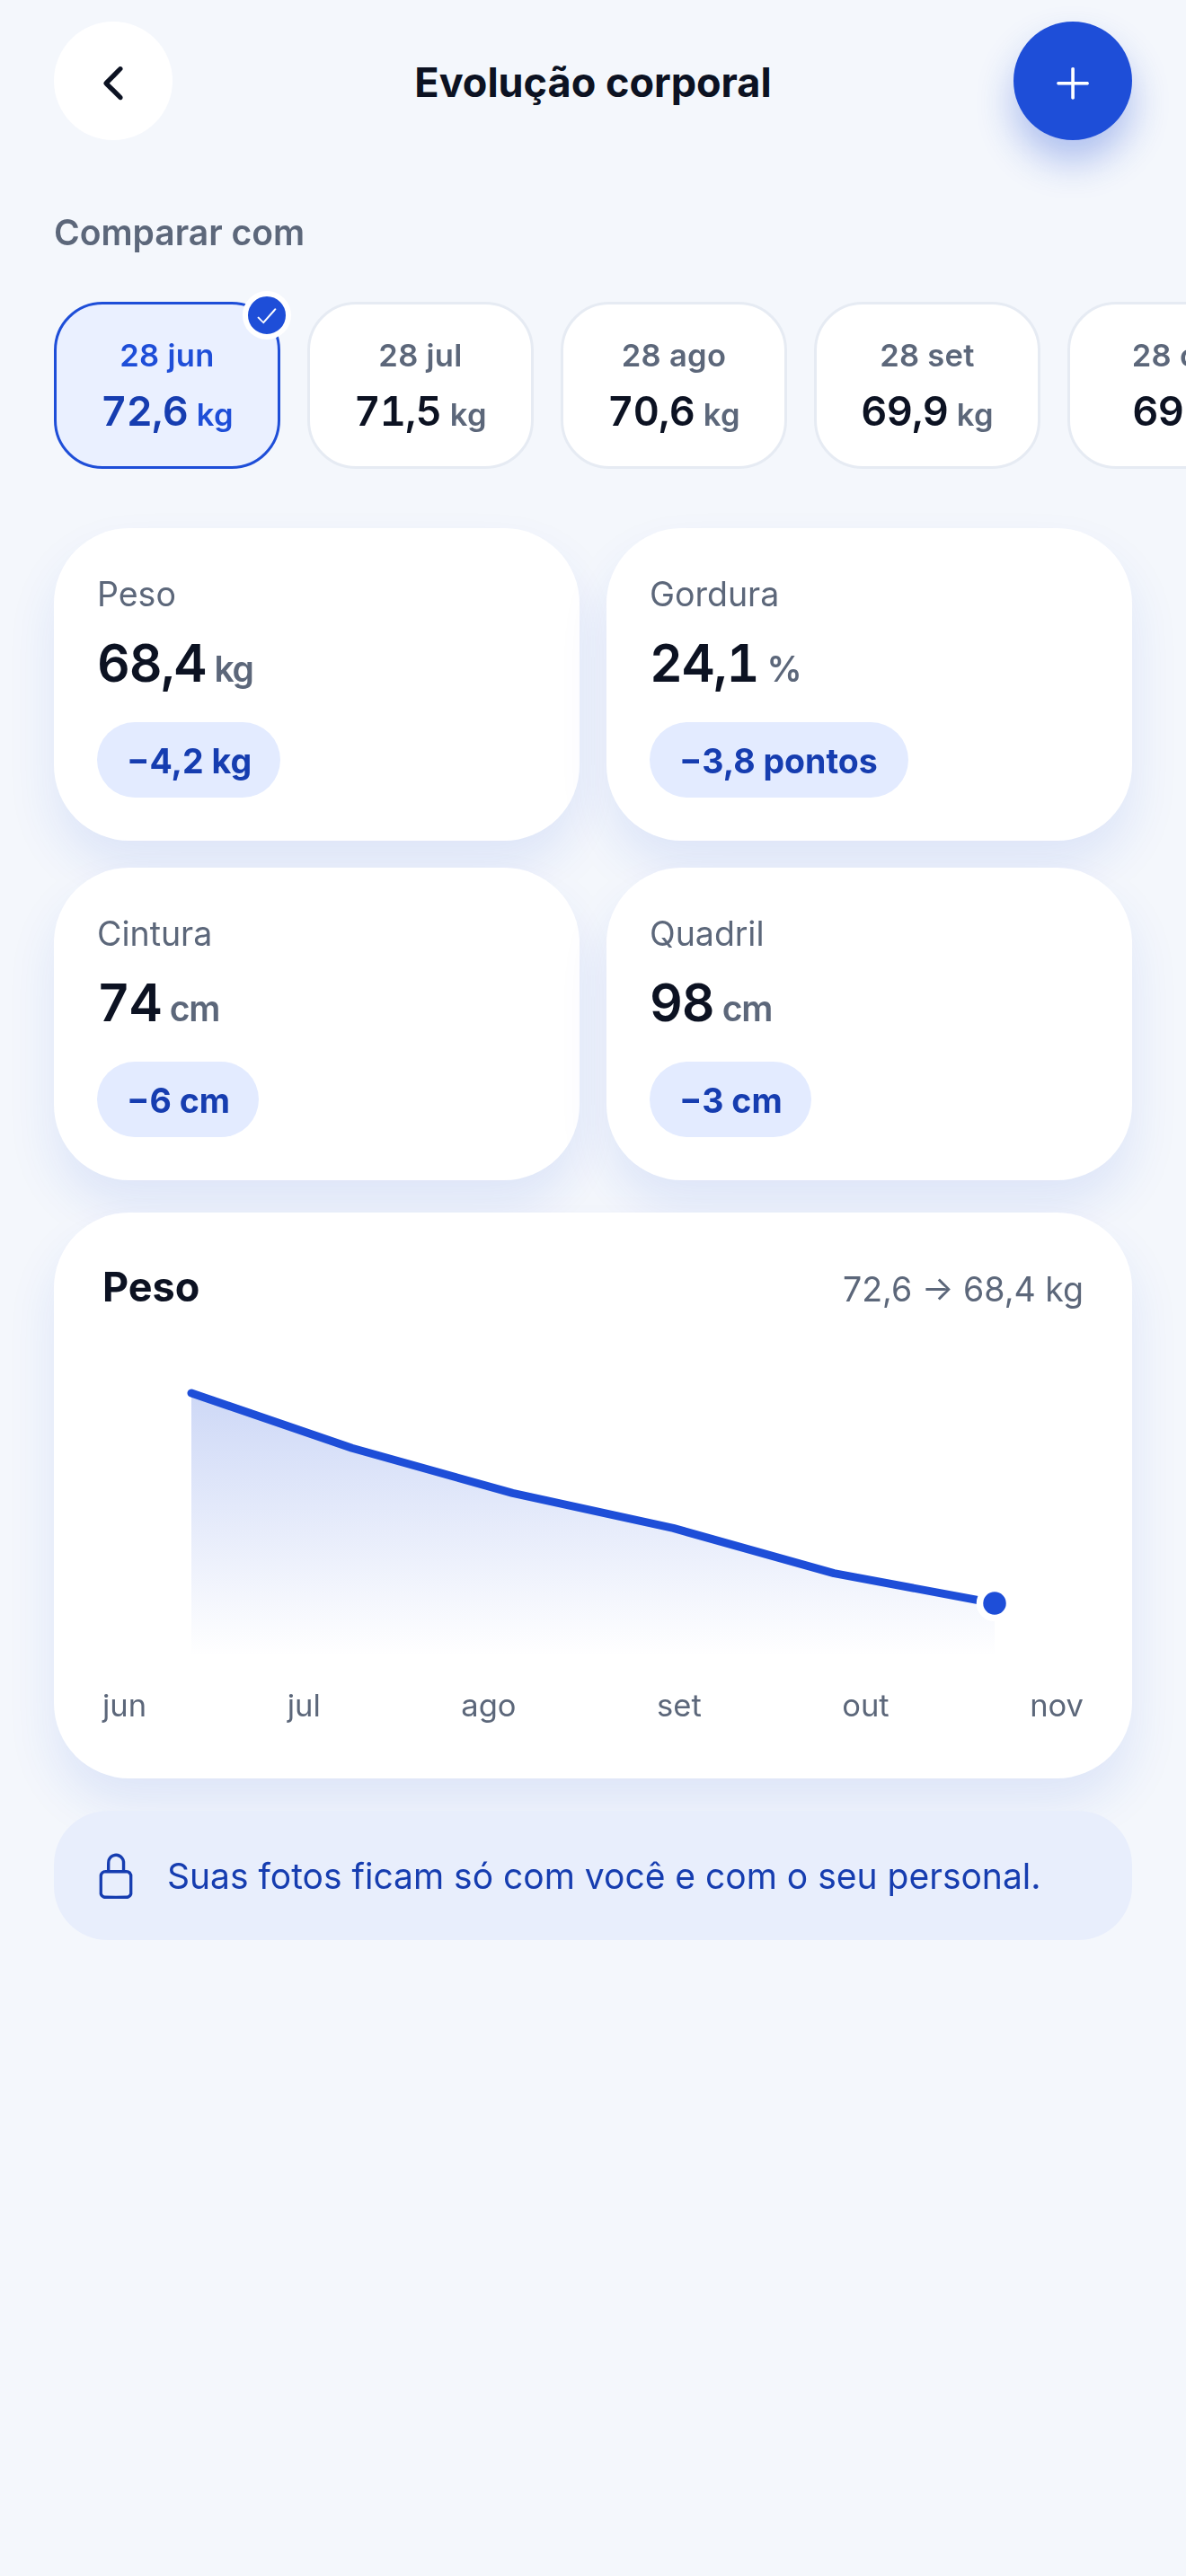 Evolução corporal
Comparar com
28 jun
72,6 kg
28 jul
71,5 kg
28 ago
70,6 kg
28 set
69,9 kg
28
69
Peso
68,4 kg
−4,2 kg
Gordura
24,1 %
−3,8 pontos
Cintura
74 cm
−6 cm
Quadril
98 cm
−3 cm
Peso
72,6 → 68,4 kg
jun jul ago set out nov
Suas fotos ficam só com você e com o seu personal.